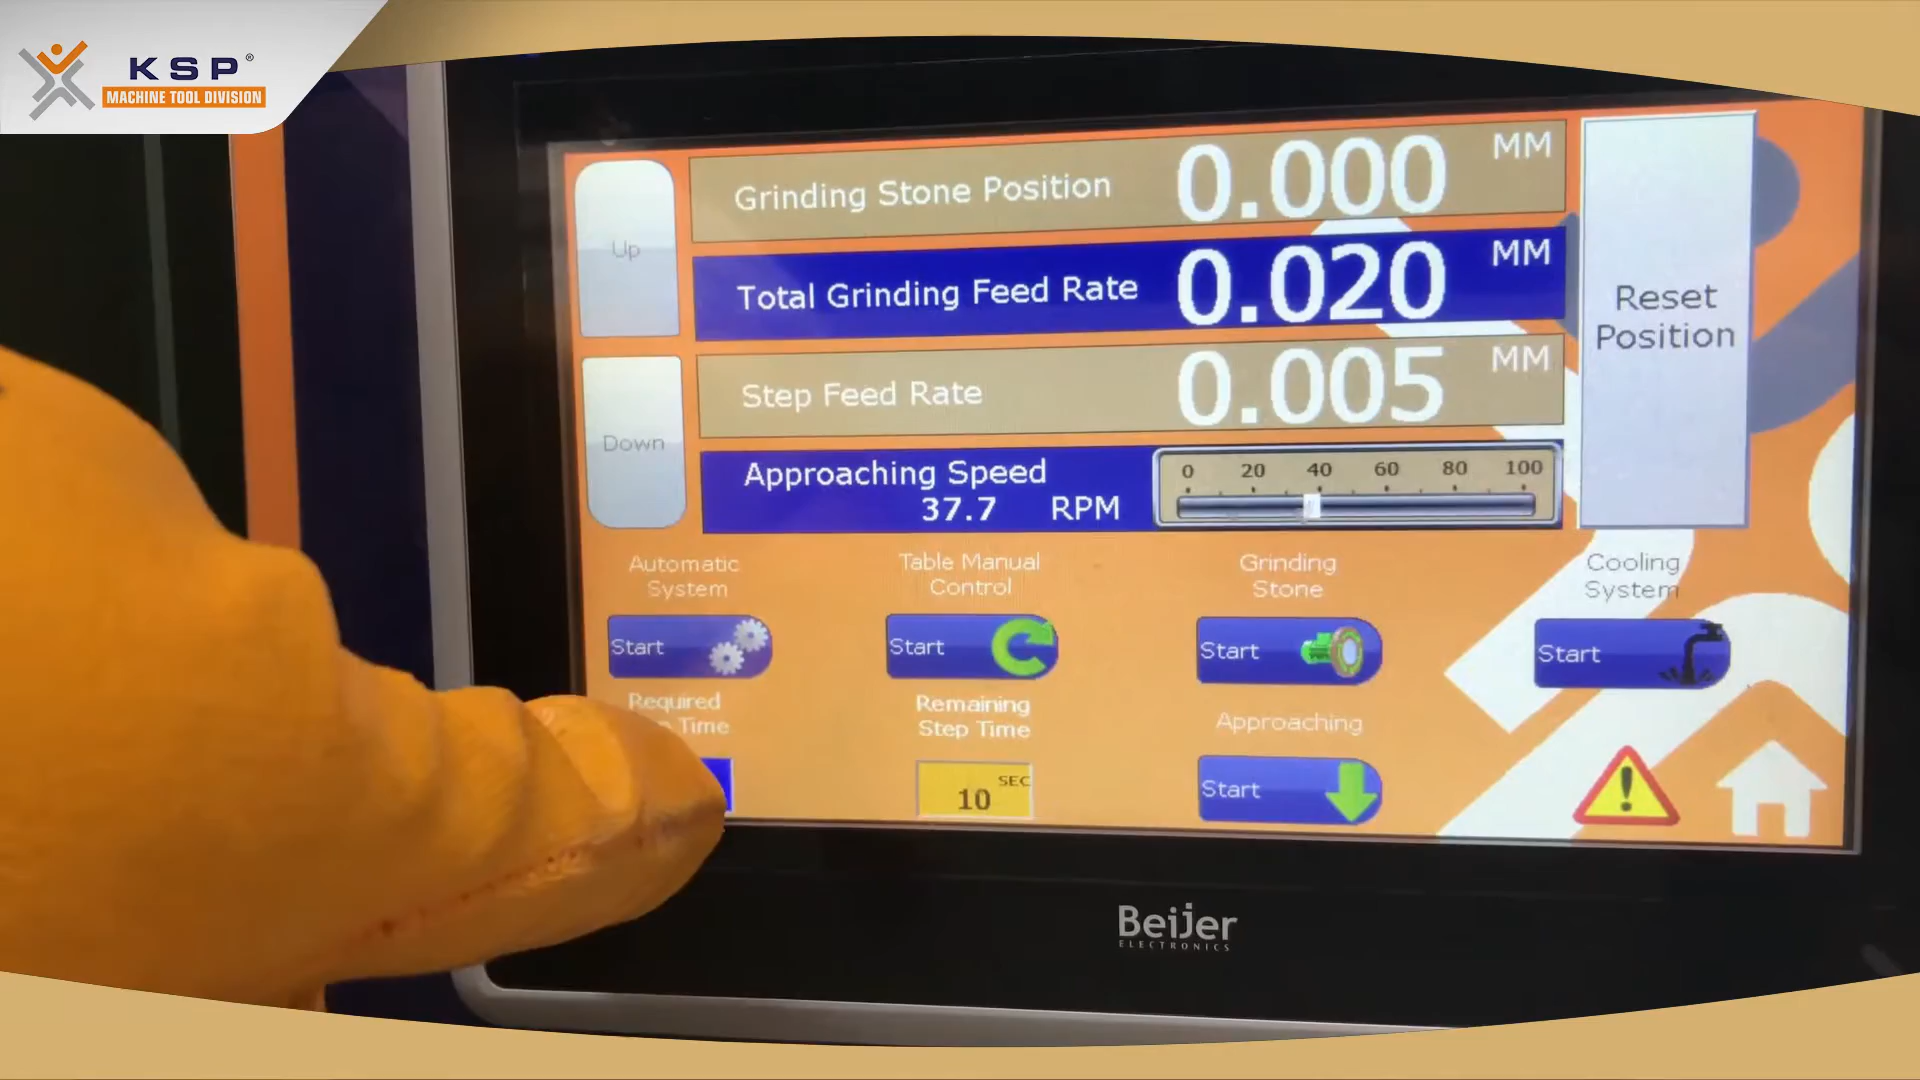 KSP®
MACHINE TOOL DIVISION
Up
Grinding Stone Position 0.000 MM
Total Grinding Feed Rate 0.020 MM
Reset
Position
Down
Step Feed Rate 0.005 MM
Approaching Speed
37.7 RPM
0 20 40 60 80 100
Automatic
System
Table Manual
Control
Grinding
Stone
Cooling
System
Start
Start
Start
Start
Required
Time
Remaining
Step Time
Approaching
10 SEC
Start
Beijer
ELECTRONICS